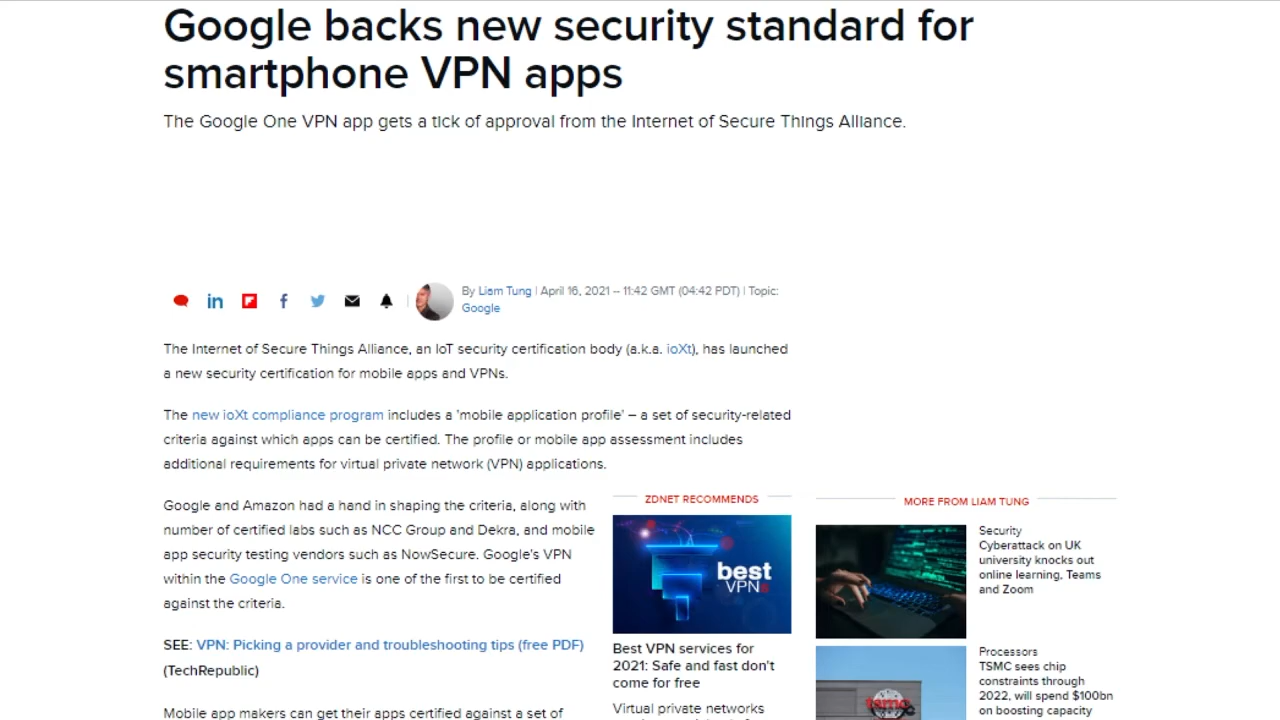 Google backs new security standard for
smartphone VPN apps
The Google One VPN app gets a tick of approval from the Internet of Secure Things Alliance.
By Liam Tung | April 16, 2021 -- 11:42 GMT (04:42 PDT) | Topic:
Google
The Internet of Secure Things Alliance, an IoT security certification body (a.k.a. ioXt), has launched
a new security certification for mobile apps and VPNs.
The new ioXt compliance program includes a 'mobile application profile' – a set of security-related
criteria against which apps can be certified. The profile or mobile app assessment includes
additional requirements for virtual private network (VPN) applications.
Google and Amazon had a hand in shaping the criteria, along with
number of certified labs such as NCC Group and Dekra, and mobile
app security testing vendors such as NowSecure. Google's VPN
within the Google One service is one of the first to be certified
against the criteria.
SEE: VPN: Picking a provider and troubleshooting tips (free PDF)
(TechRepublic)
Mobile app makers can get their apps certified against a set of
ZDNET RECOMMENDS
best
VPNs
Best VPN services for
2021: Safe and fast don't
come for free
Virtual private networks
MORE FROM LIAM TUNG
Security
Cyberattack on UK
university knocks out
online learning, Teams
and Zoom
Processors
TSMC sees chip
constraints through
2022, will spend $100bn
on boosting capacity